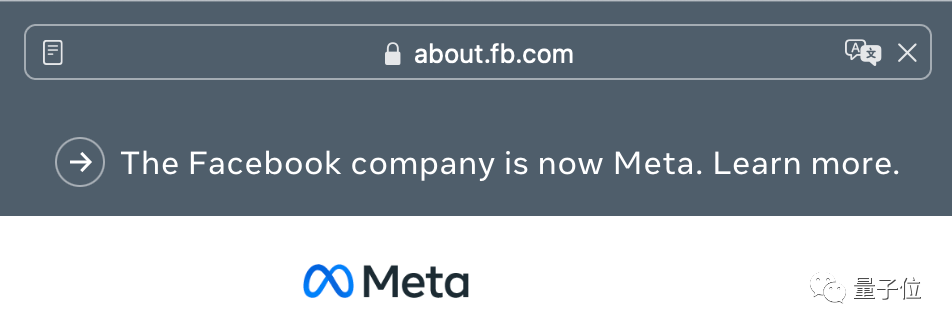 about.fb.com
The Facebook company is now Meta. Learn more.
Meta
量子位